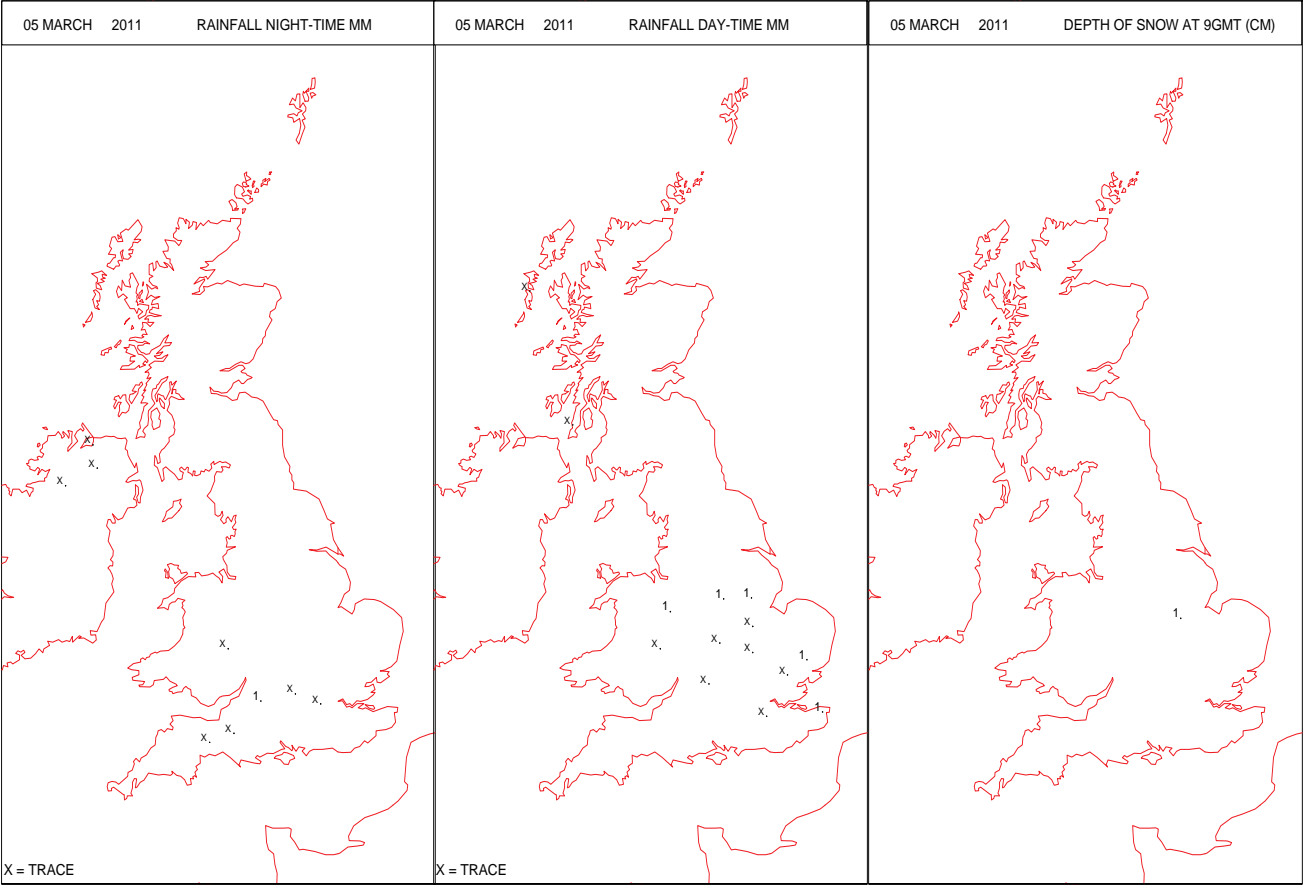 05 MARCH 2011 RAINFALL NIGHT-TIME MM
X
X.
X.
X.
X.
1.
X.
X.
X.
X = TRACE
05 MARCH 2011 RAINFALL DAY-TIME MM
X
X.
1. 1.
1.
X.
X.
X.
X.
1.
X.
X.
1.
X.
X = TRACE
05 MARCH 2011 DEPTH OF SNOW AT 9GMT (CM)
1.